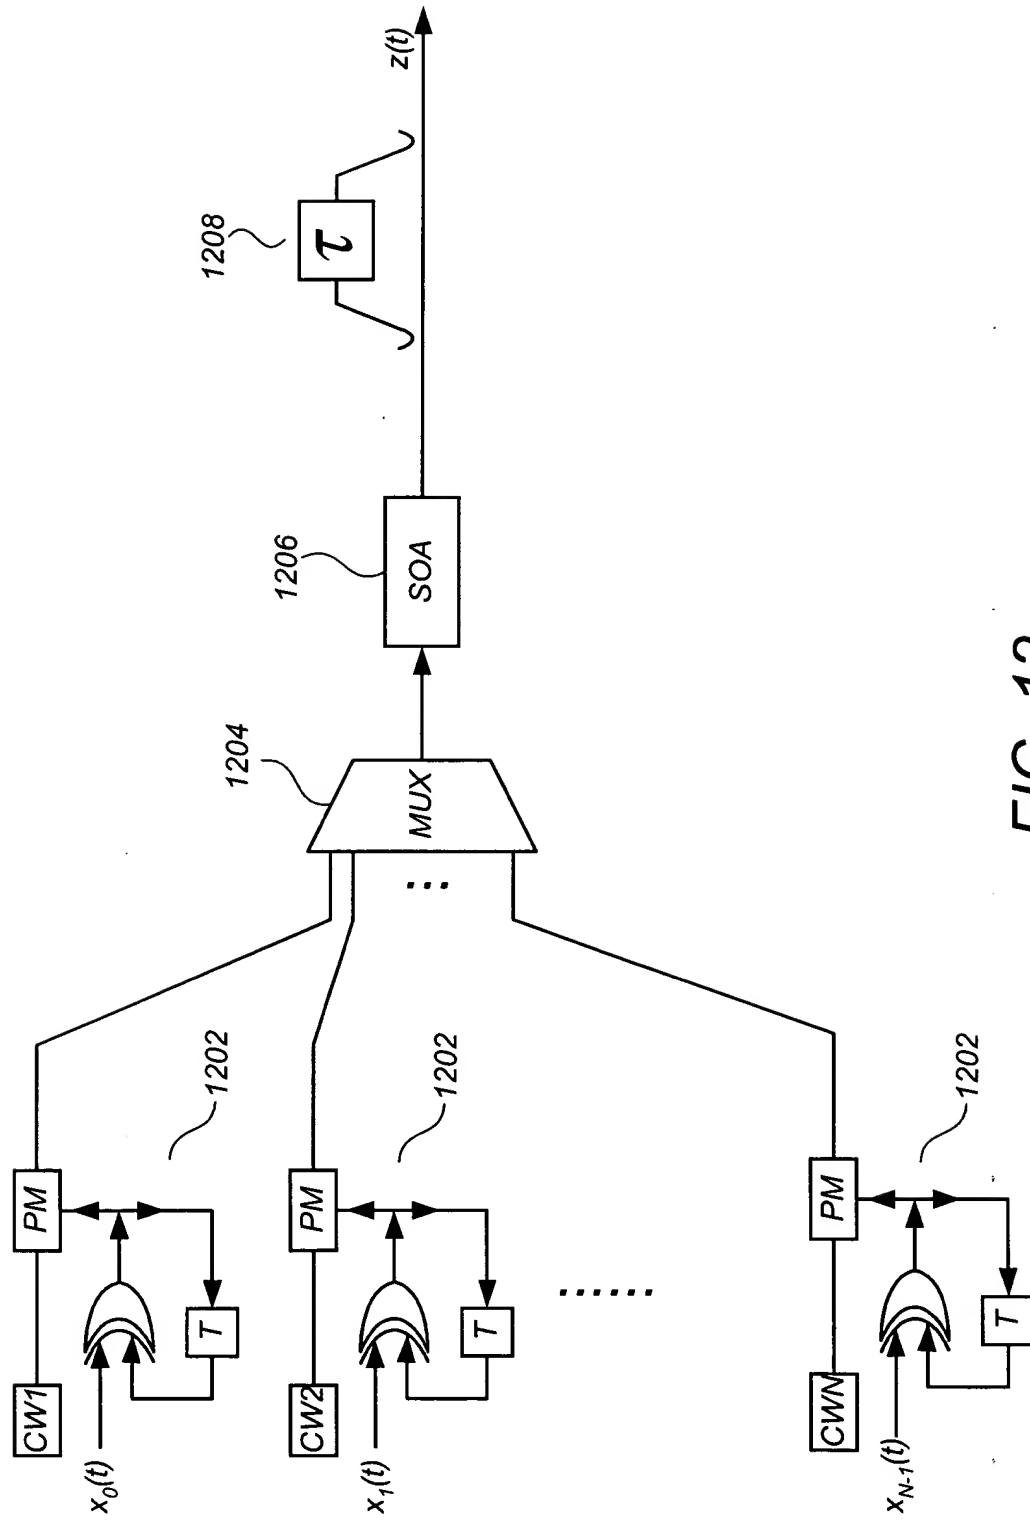 CW1
PM
x₀(t)
T
1202
CW2
PM
x₁(t)
T
1202
......
CWN
PM
x_N-1(t)
T
1202
...
MUX
1204
SOA
1206
τ
1208
z(t)
FIG. 12